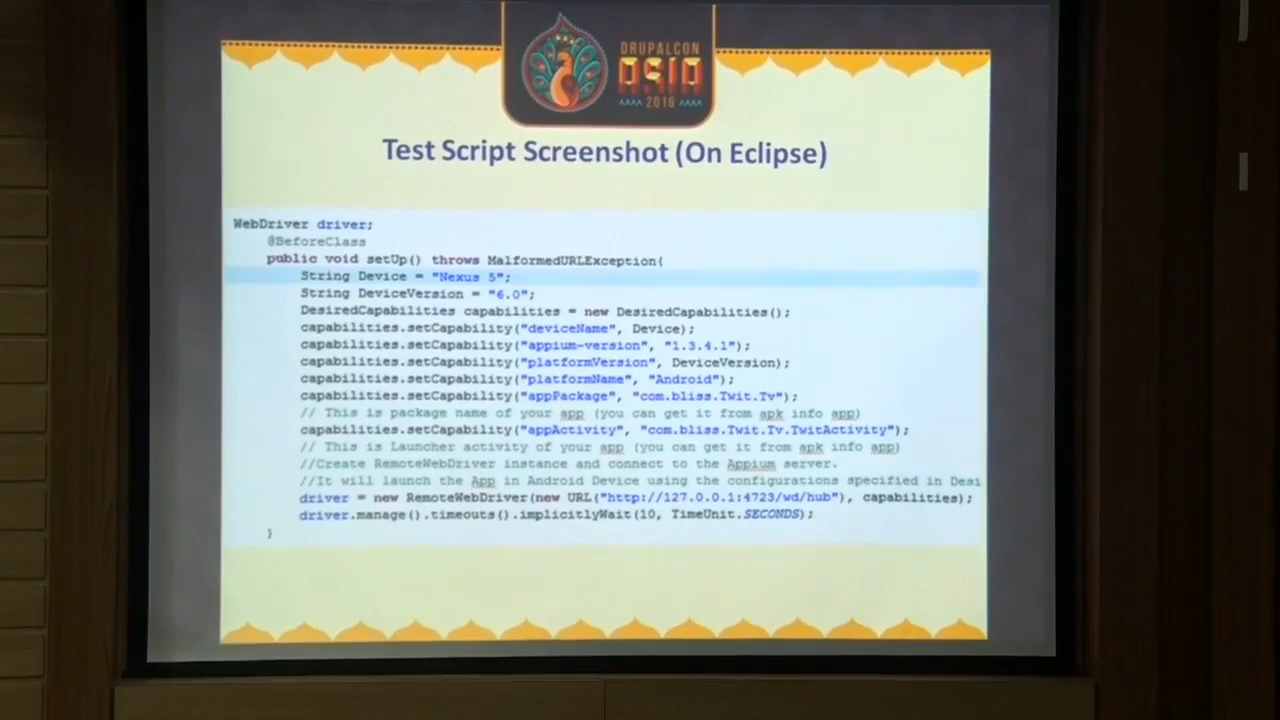 DRUPALCON
ASIA
2016
Test Script Screenshot (On Eclipse)
WebDriver driver;
@BeforeClass
public void setUp() throws MalformedURLException{
String Device = "Nexus 5";
String DeviceVersion = "6.0";
DesiredCapabilities capabilities = new DesiredCapabilities();
capabilities.setCapability("deviceName", Device);
capabilities.setCapability("appium-version", "1.3.4.1");
capabilities.setCapability("platformVersion", DeviceVersion);
capabilities.setCapability("platformName", "Android");
capabilities.setCapability("appPackage", "com.bliss.Twit.Tv");
// This is package name of your app (you can get it from apk info app)
capabilities.setCapability("appActivity", "com.bliss.Twit.Tv.TwitActivity");
// This is Launcher activity of your app (you can get it from apk info app)
//Create RemoteWebDriver instance and connect to the Appium server.
//It will launch the App in Android Device using the configurations specified in Desi
driver = new RemoteWebDriver(new URL("http://127.0.0.1:4723/wd/hub"), capabilities);
driver.manage().timeouts().implicitlyWait(10, TimeUnit.SECONDS);
}